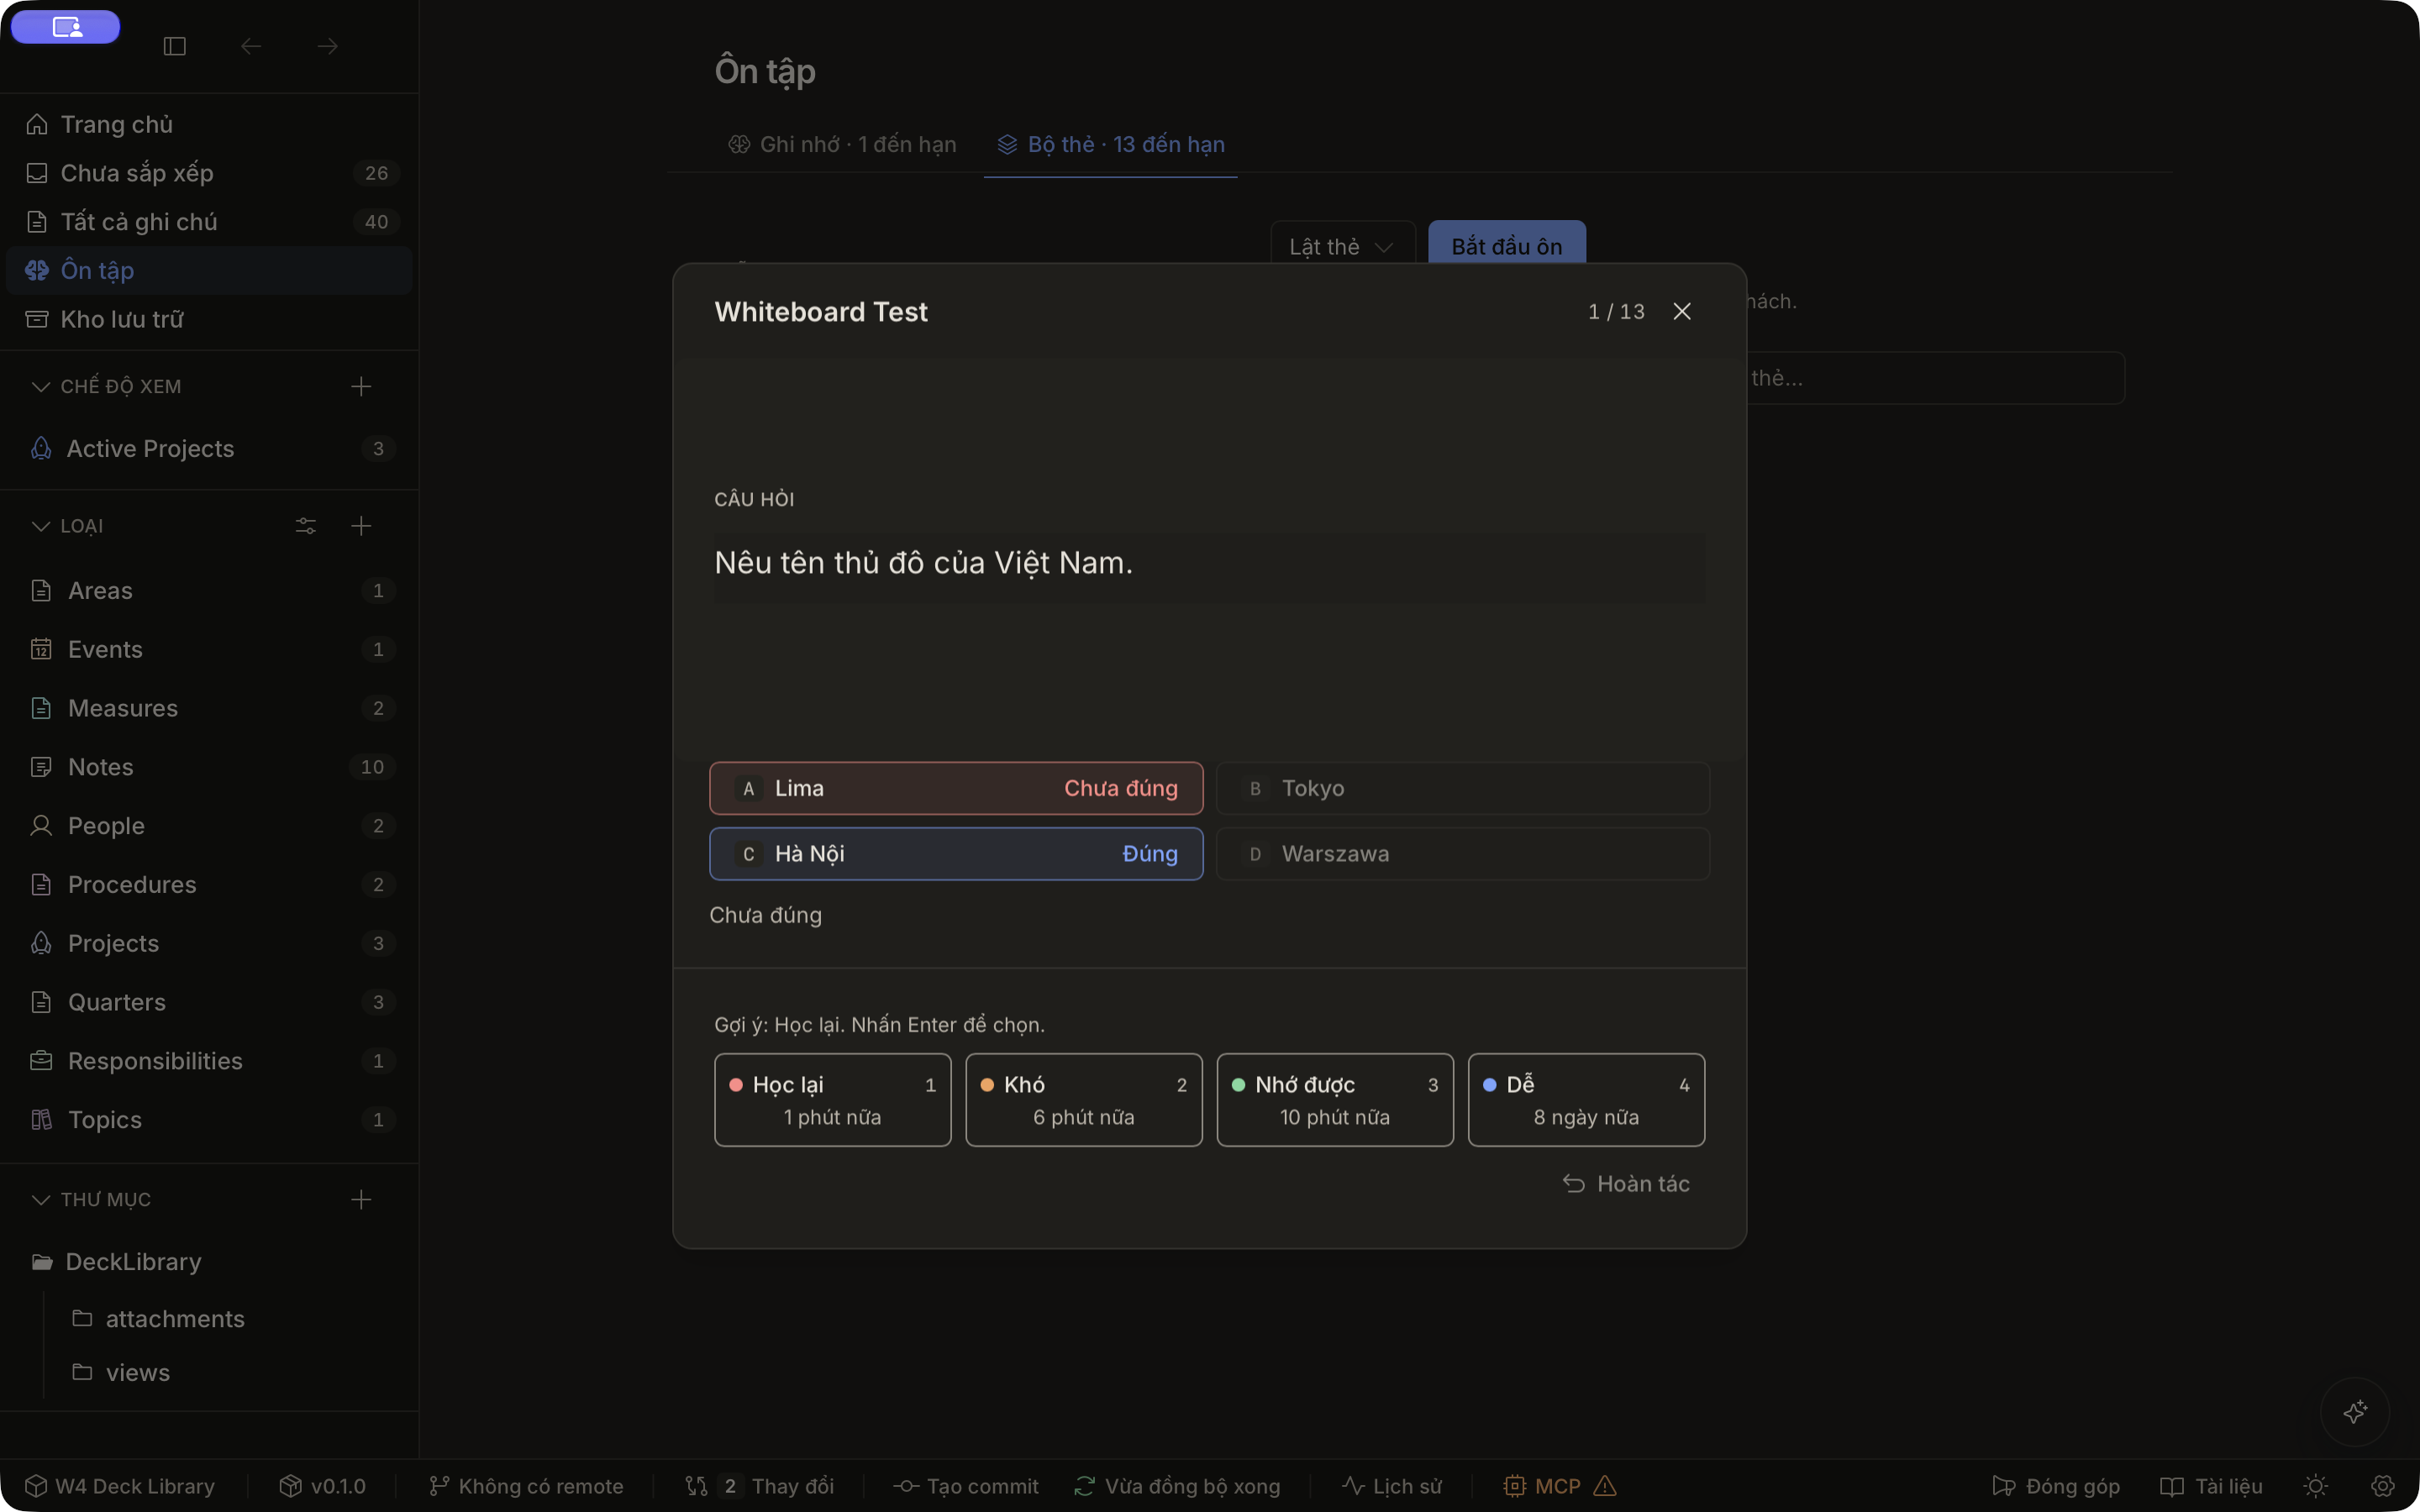 Trang chủ
Chưa sắp xếp 26
Tất cả ghi chú 40
Ôn tập
Kho lưu trữ
CHẾ ĐỘ XEM
Active Projects 3
LOẠI
Areas 1
12
Events 1
Measures 2
Notes 10
People 2
Procedures 2
Projects 3
Quarters 3
Responsibilities 1
Topics 1
THƯ MỤC
DeckLibrary
attachments
views
Ôn tập
Ghi nhớ · 1 đến hạn
Bộ thẻ · 13 đến hạn
Lật thẻ
Bắt đầu ôn
thẻ...
Whiteboard Test
1 / 13
CÂU HỎI
Nêu tên thủ đô của Việt Nam.
A Lima Chưa đúng
B Tokyo
C Hà Nội Đúng
D Warszawa
Chưa đúng
Gợi ý: Học lại. Nhấn Enter để chọn.
Học lại 1
1 phút nữa
Khó 2
6 phút nữa
Nhớ được 3
10 phút nữa
Dễ 4
8 ngày nữa
Hoàn tác
W4 Deck Library
v0.1.0
Không có remote
2 Thay đổi
Tạo commit
Vừa đồng bộ xong
Lịch sử
MCP
Đóng góp
Tài liệu